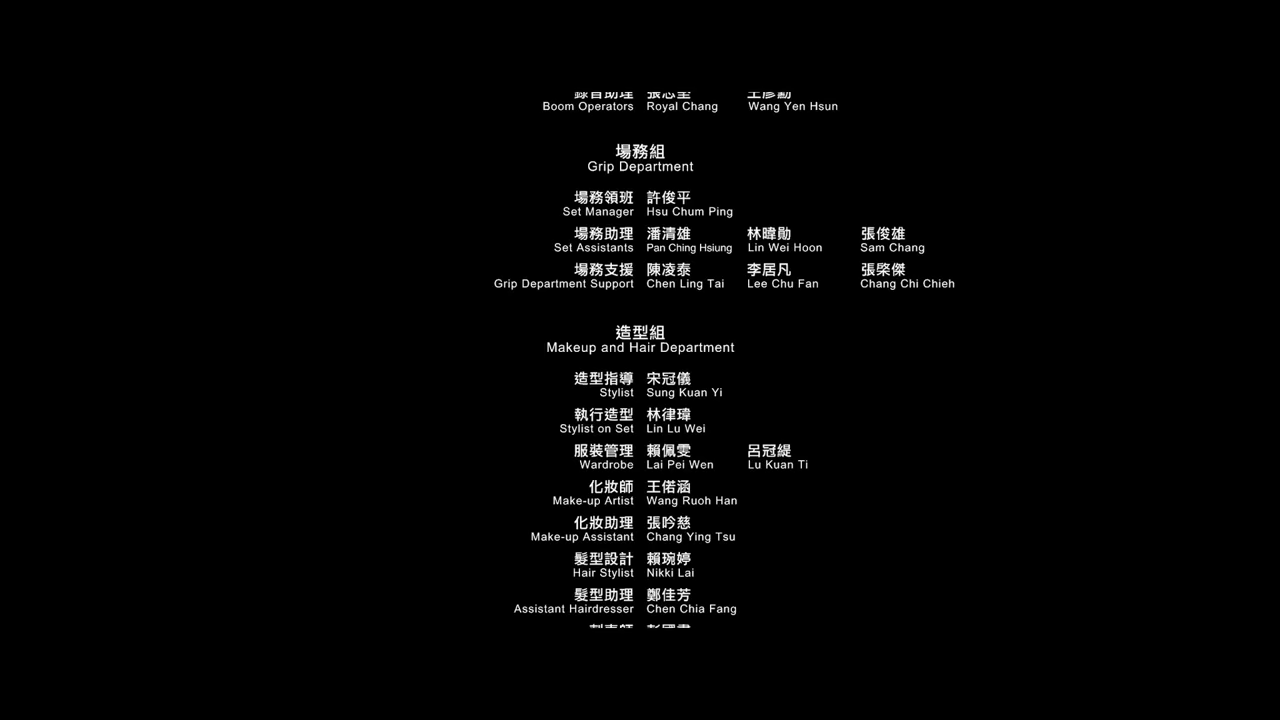 Boom Operators Royal Chang Wang Yen Hsun
場務組
Grip Department
場務領班 許俊平
Set Manager Hsu Chum Ping
場務助理 潘清雄 林暐勛 張俊雄
Set Assistants Pan Ching Hsiung Lin Wei Hoon Sam Chang
場務支援 陳凌泰 李居凡 張棨傑
Grip Department Support Chen Ling Tai Lee Chu Fan Chang Chi Chieh
造型組
Makeup and Hair Department
造型指導 宋冠儀
Stylist Sung Kuan Yi
執行造型 林律瑋
Stylist on Set Lin Lu Wei
服裝管理 賴佩雯 呂冠緹
Wardrobe Lai Pei Wen Lu Kuan Ti
化妝師 王偌涵
Make-up Artist Wang Ruoh Han
化妝助理 張吟慈
Make-up Assistant Chang Ying Tsu
髮型設計 賴琬婷
Hair Stylist Nikki Lai
髮型助理 鄭佳芳
Assistant Hairdresser Chen Chia Fang